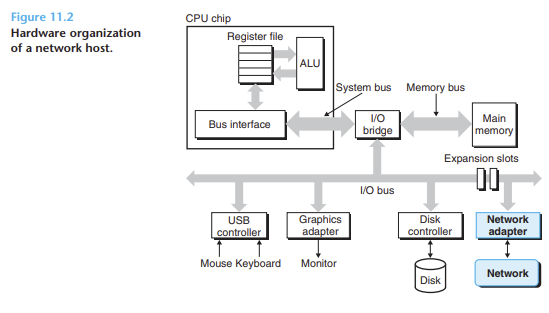 Figure 11.2
Hardware organization
of a network host.
CPU chip
Register file
ALU
System bus
Memory bus
Bus interface
I/O
bridge
Main
memory
Expansion slots
I/O bus
USB
controller
Graphics
adapter
Disk
controller
Network
adapter
Mouse Keyboard
Monitor
Disk
Network